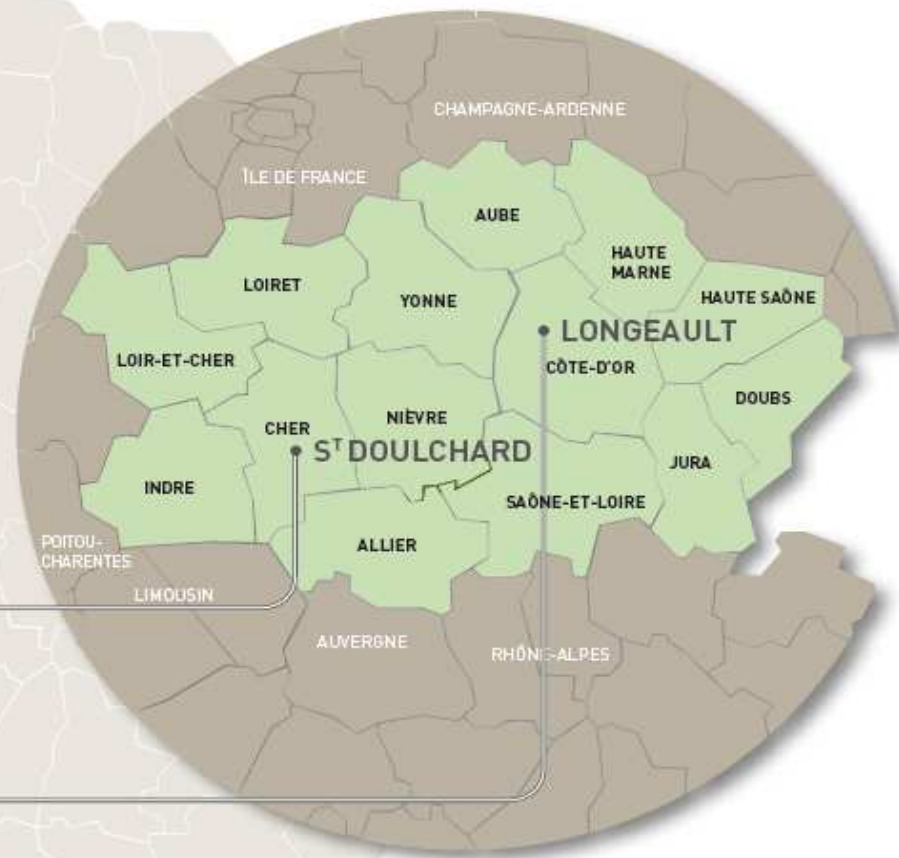 CHAMPAGNE-ARDENNE
ÎLE DE FRANCE
AUBE
HAUTE
MARNE
LOIRET
YONNE
HAUTE SAÔNE
LONGEAULT
LOIR-ET-CHER
CÔTE-D'OR
DOUBS
NIÈVRE
CHER
ST DOULCHARD
JURA
INDRE
SAÔNE-ET-LOIRE
ALLIER
POITOU-
CHARENTES
LIMOUSIN
AUVERGNE
RHÔNE-ALPES